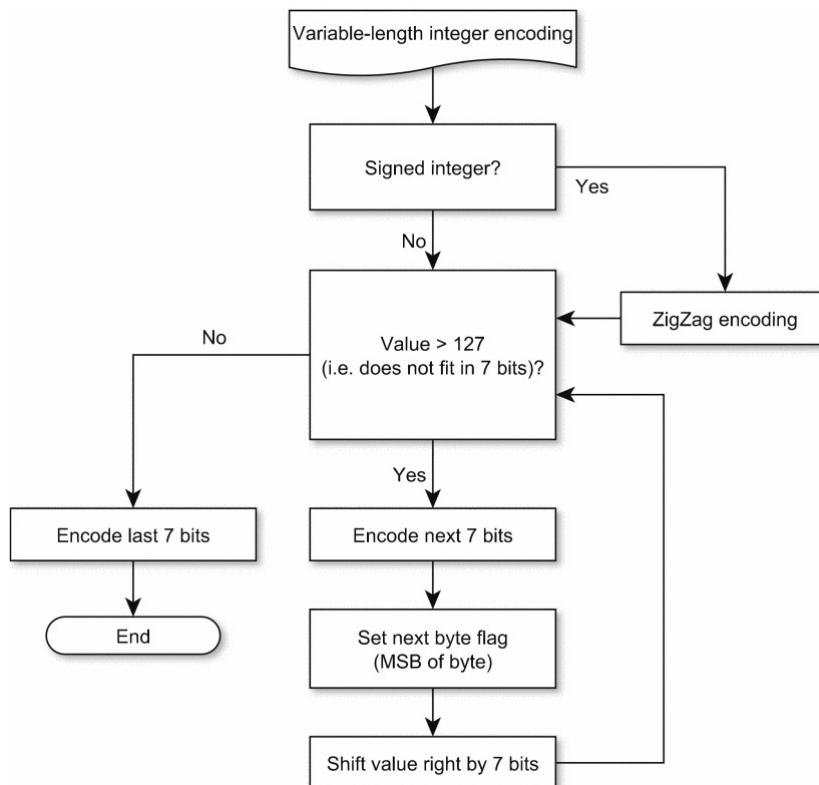 Variable-length integer encoding
Signed integer?
Yes
No
ZigZag encoding
Value > 127
(i.e. does not fit in 7 bits)?
No
Yes
Encode last 7 bits
Encode next 7 bits
End
Set next byte flag
(MSB of byte)
Shift value right by 7 bits